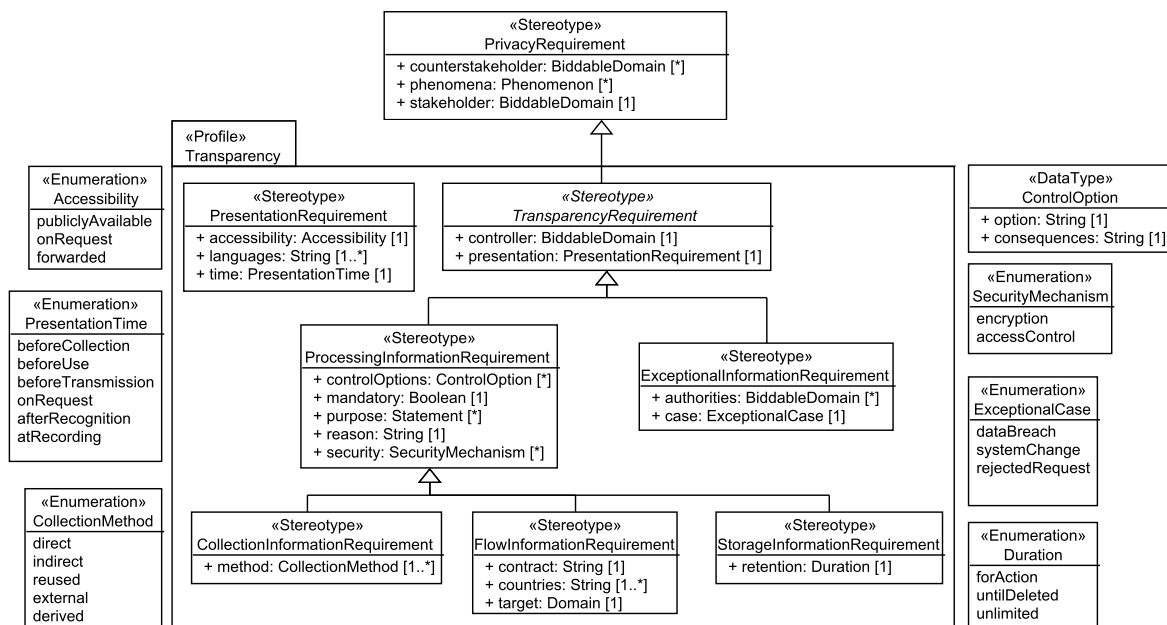 «Stereotype»
PrivacyRequirement
+ counterstakeholder: BiddableDomain [*]
+ phenomena: Phenomenon [*]
+ stakeholder: BiddableDomain [1]
«Profile»
Transparency
«Enumeration»
Accessibility
publiclyAvailable
onRequest
forwarded
«Stereotype»
PresentationRequirement
+ accessibility: Accessibility [1]
+ languages: String [1..*]
+ time: PresentationTime [1]
«Stereotype»
TransparencyRequirement
+ controller: BiddableDomain [1]
+ presentation: PresentationRequirement [1]
«DataType»
ControlOption
+ option: String [1]
+ consequences: String [1]
«Enumeration»
SecurityMechanism
encryption
accessControl
«Enumeration»
PresentationTime
beforeCollection
beforeUse
beforeTransmission
onRequest
afterRecognition
atRecording
«Stereotype»
ProcessingInformationRequirement
+ controlOptions: ControlOption [*]
+ mandatory: Boolean [1]
+ purpose: Statement [*]
+ reason: String [1]
+ security: SecurityMechanism [*]
«Stereotype»
ExceptionalInformationRequirement
+ authorities: BiddableDomain [*]
+ case: ExceptionalCase [1]
«Enumeration»
ExceptionalCase
dataBreach
systemChange
rejectedRequest
«Enumeration»
CollectionMethod
direct
indirect
reused
external
derived
«Stereotype»
CollectionInformationRequirement
+ method: CollectionMethod [1..*]
«Stereotype»
FlowInformationRequirement
+ contract: String [1]
+ countries: String [1..*]
+ target: Domain [1]
«Stereotype»
StorageInformationRequirement
+ retention: Duration [1]
«Enumeration»
Duration
forAction
untilDeleted
unlimited